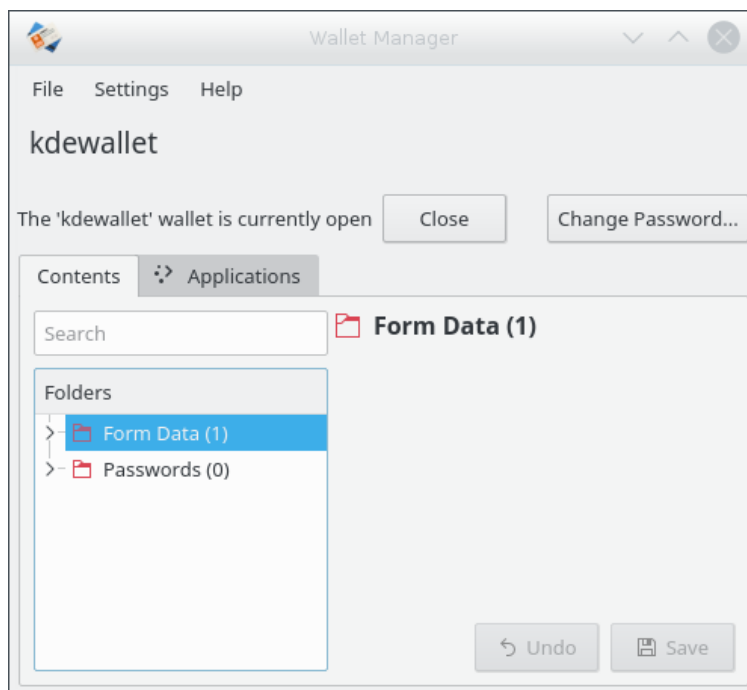 Wallet Manager
File Settings Help
kdewallet
The 'kdewallet' wallet is currently open Close Change Password...
Contents Applications
Search
Form Data (1)
Folders
Form Data (1)
Passwords (0)
Undo Save